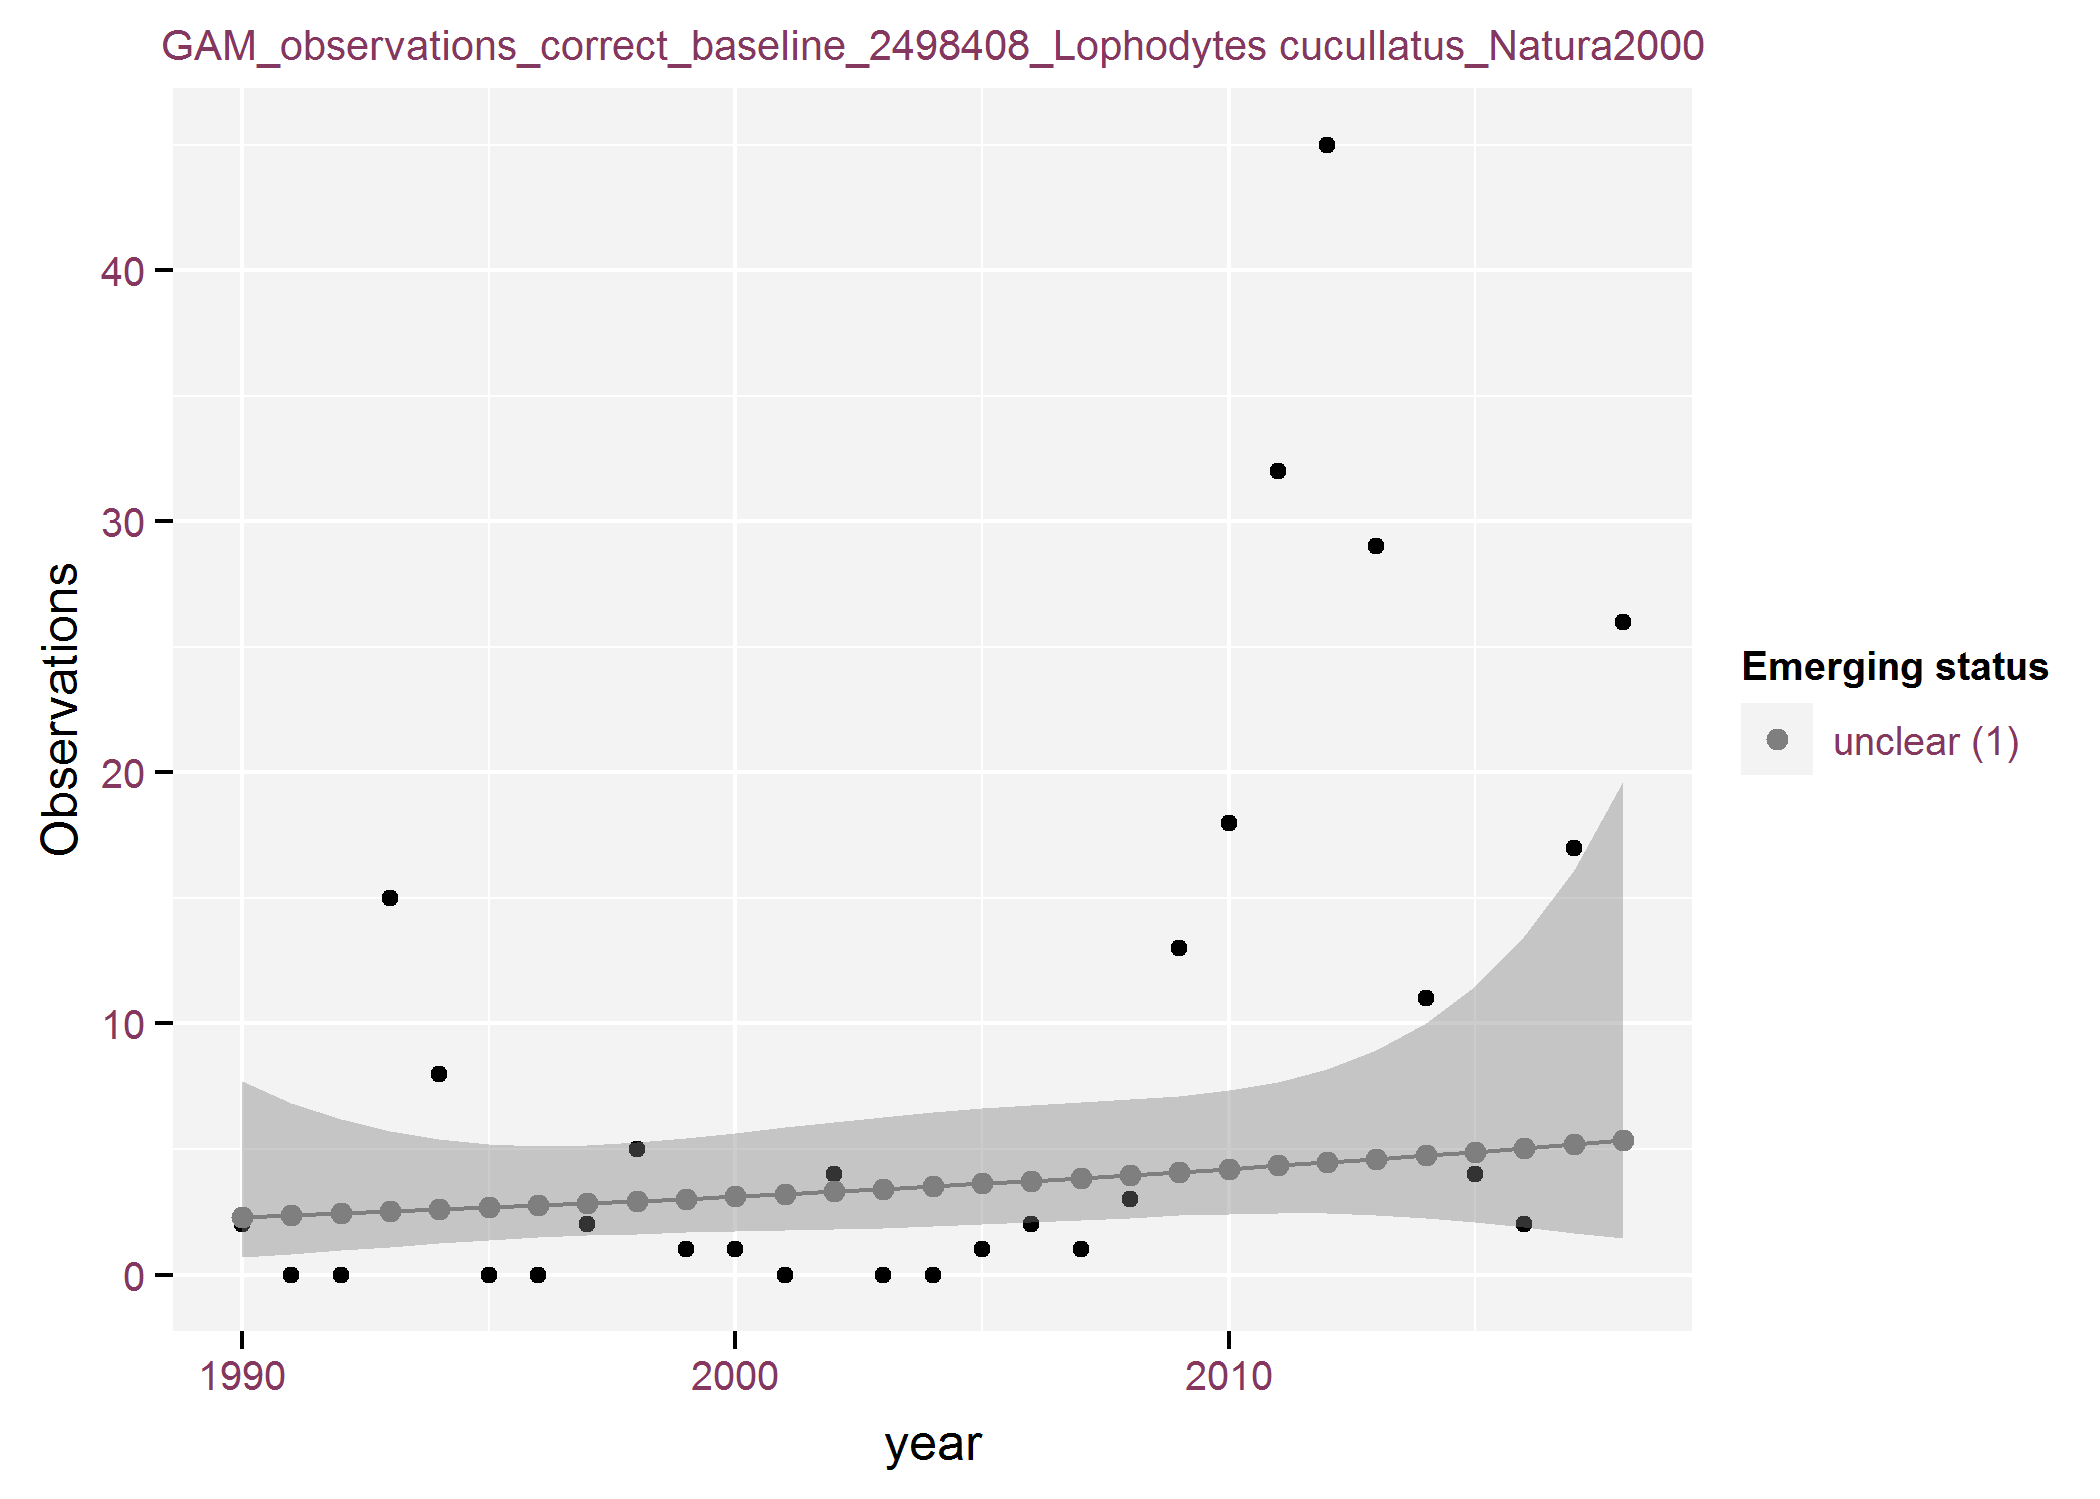 GAM_observations_correct_baseline_2498408_Lophodytes cucullatus_Natura2000
Observations
40
30
20
10
0
1990 2000 2010
year
Emerging status
unclear (1)